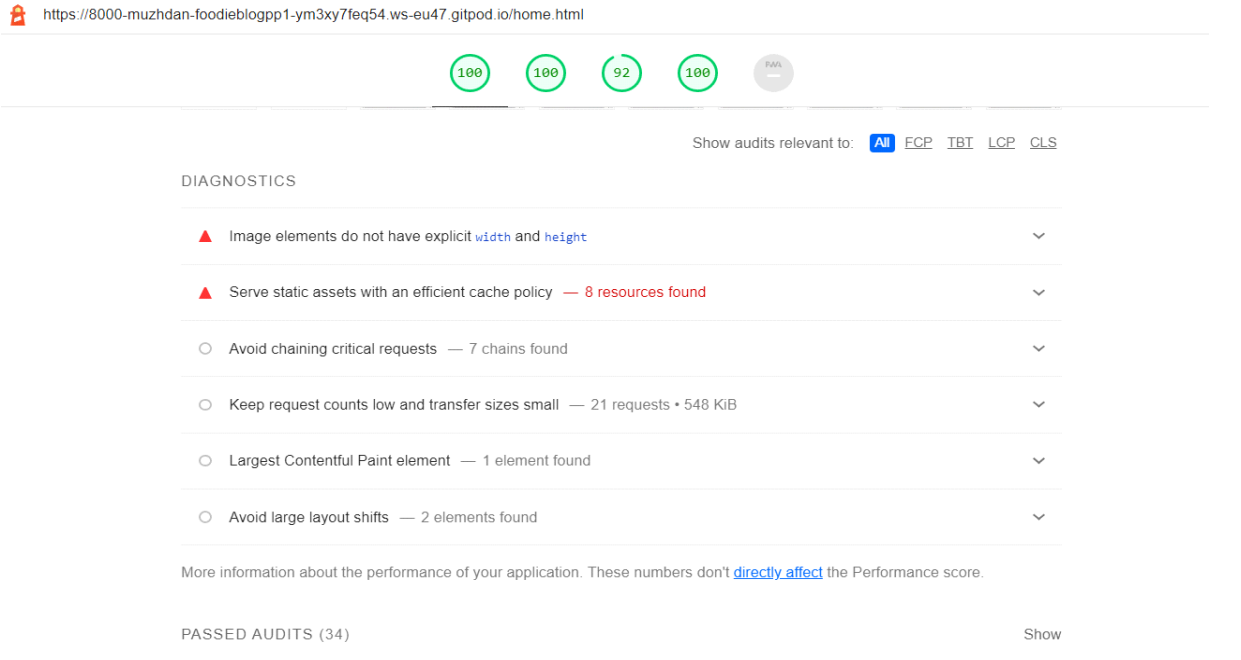 https://8000-muzhdan-foodieblogpp1-ym3xy7feq54.ws-eu47.gitpod.io/home.html
100 100 92 100 PWA
Show audits relevant to: All FCP TBT LCP CLS
DIAGNOSTICS
Image elements do not have explicit width and height
Serve static assets with an efficient cache policy — 8 resources found
Avoid chaining critical requests — 7 chains found
Keep request counts low and transfer sizes small — 21 requests • 548 KiB
Largest Contentful Paint element — 1 element found
Avoid large layout shifts — 2 elements found
More information about the performance of your application. These numbers don't directly affect the Performance score.
PASSED AUDITS (34) Show